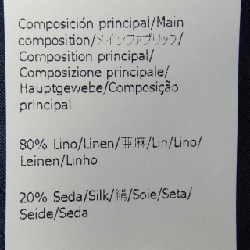 Composición principal/Main
composition/メインファブリック/
Composition principal/
Composizione principale/
Hauptgewebe/Composição
principal
80% Lino/Linen/亜麻/Lin/Lino/
Leinen/Linho
20% Seda/Silk/絹/Soie/Seta/
Seide/Seda